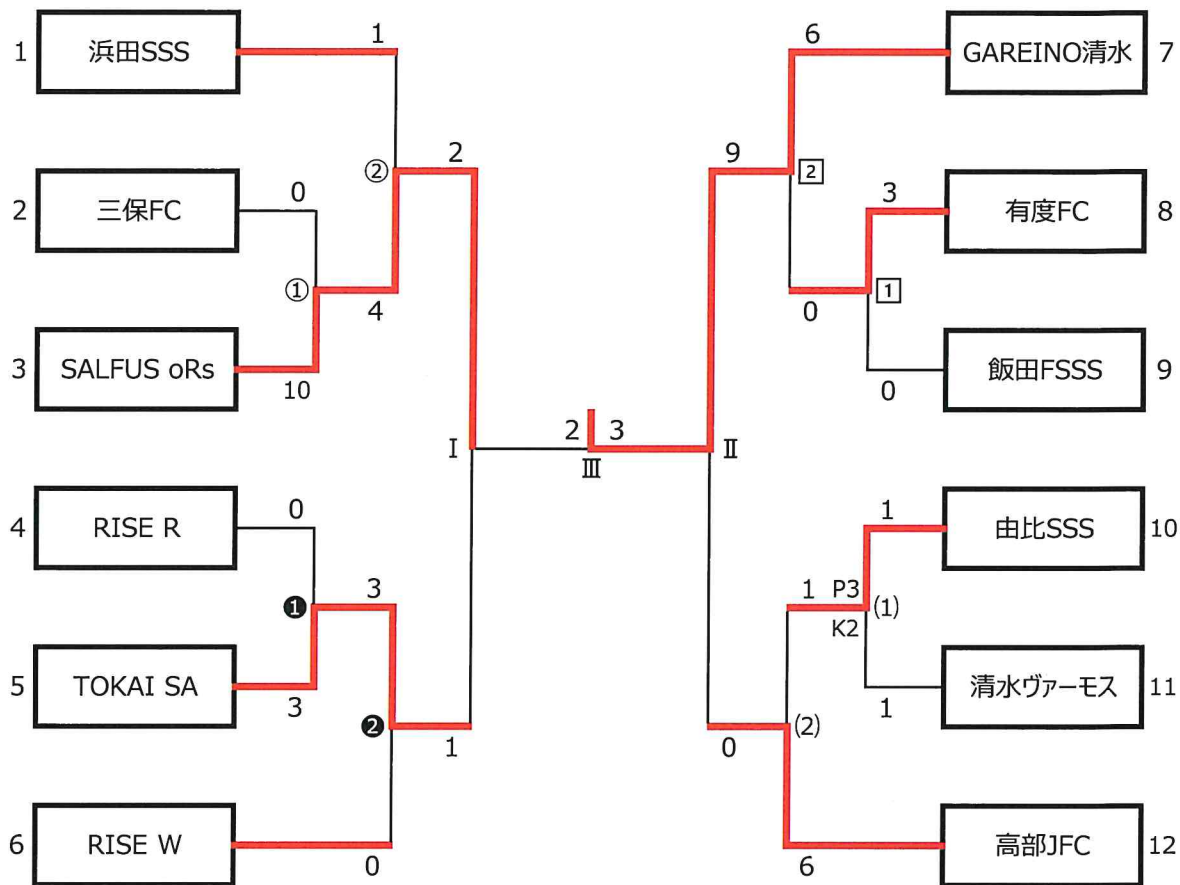 1 浜田SSS 1
6 GAREINO清水 7
2
②
9
2
2 三保FC 0
3 有度FC 8
①
4
0
1
3 SALFUS oRs 10
飯田FSSS 9
0
Ⅰ
2 3
Ⅲ
Ⅱ
4 RISE R 0
1 由比SSS 10
❶
3
1 P3
K2
(1)
5 TOKAI SA 3
清水ヴァーモス 11
1
❷
1
0
(2)
6 RISE W 0
高部JFC 12
6